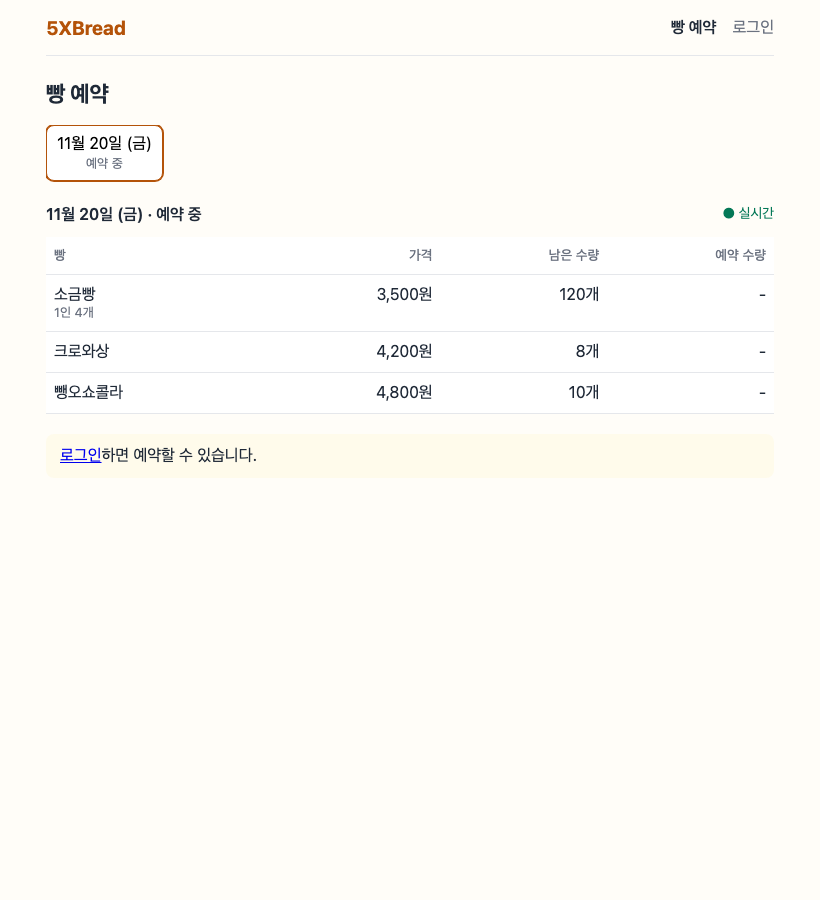 5XBread 빵 예약 로그인
빵 예약
11월 20일 (금)
예약 중
11월 20일 (금) · 예약 중 ● 실시간
빵 가격 남은 수량 예약 수량
소금빵 3,500원 120개 -
1인 4개
크로와상 4,200원 8개 -
뺑오쇼콜라 4,800원 10개 -
로그인하면 예약할 수 있습니다.